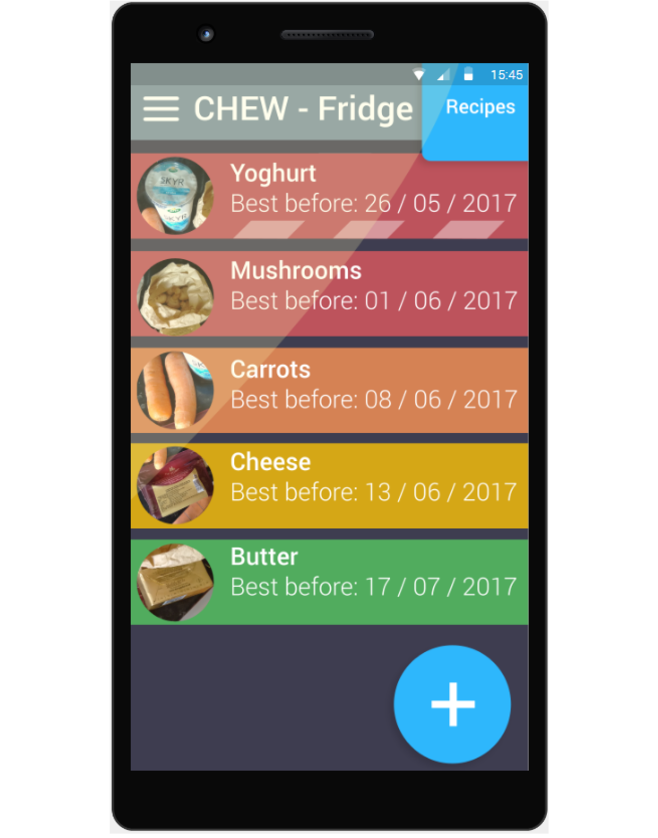 15:45
CHEW - Fridge
Recipes
Yoghurt
Best before: 26 / 05 / 2017
SKYR
SKYR
Mushrooms
Best before: 01 / 06 / 2017
Carrots
Best before: 08 / 06 / 2017
Cheese
Best before: 13 / 06 / 2017
Butter
Best before: 17 / 07 / 2017